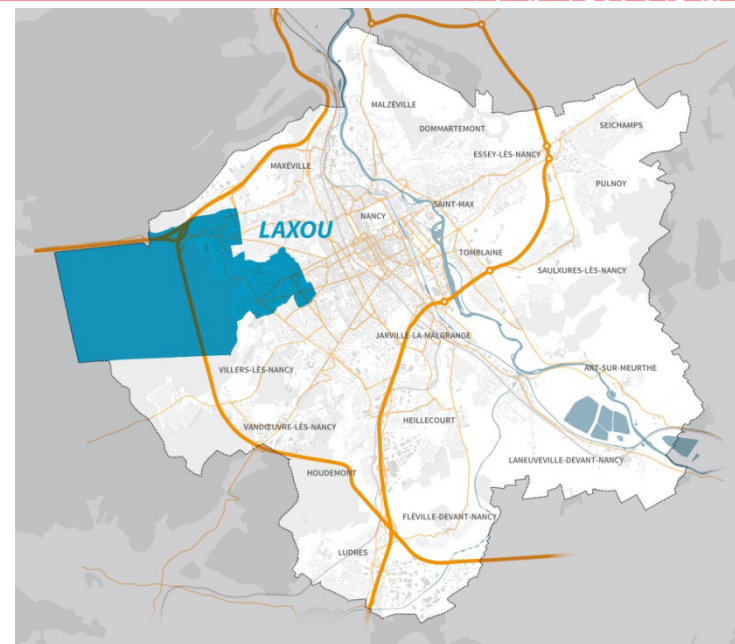 MALZÉVILLE
DOMMARTEMONT
SEICHAMPS
ESSEY-LÈS-NANCY
MAXÉVILLE
PULNOY
SAINT-MAX
NANCY
LAXOU
TOMBLAINE
SAULXURES-LÈS-NANCY
JARVILLE-LA-MALGRANGE
VILLERS-LÈS-NANCY
ART-SUR-MEURTHE
HEILLECOURT
VANDŒUVRE-LÈS-NANCY
LANEUVEVILLE-DEVANT-NANCY
HOUDEMONT
FLÉVILLE-DEVANT-NANCY
LUDRES